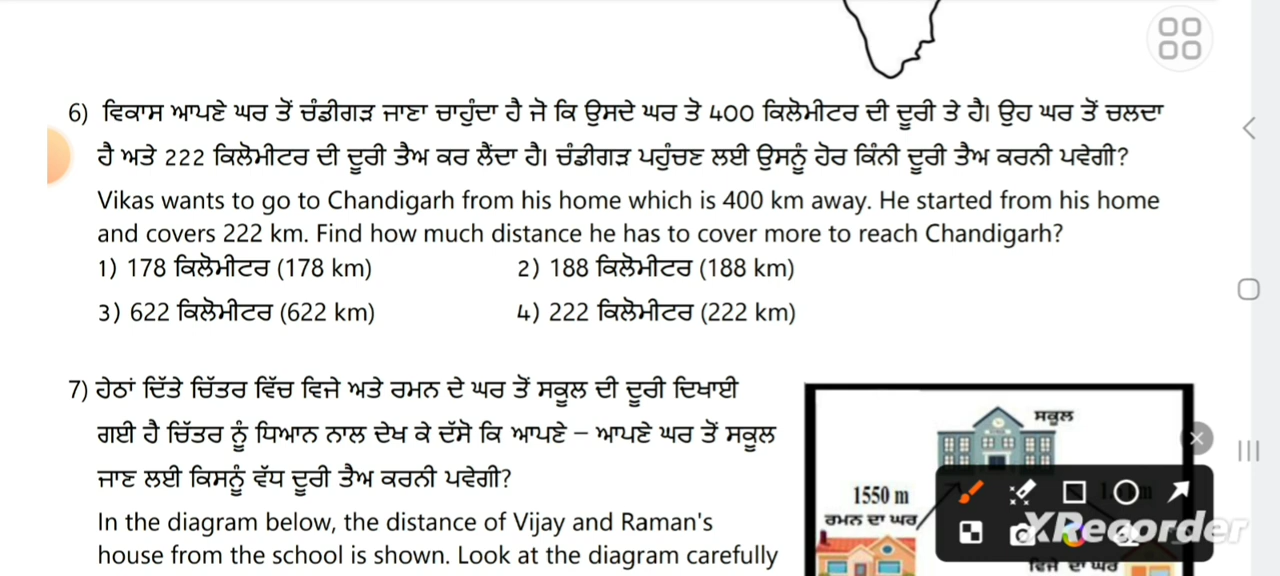 6) ਵਿਕਾਸ ਆਪਣੇ ਘਰ ਤੋਂ ਚੰਡੀਗੜ ਜਾਣਾ ਚਾਹੁੰਦਾ ਹੈ ਜੋ ਕਿ ਉਸਦੇ ਘਰ ਤੋ 400 ਕਿਲੋਮੀਟਰ ਦੀ ਦੂਰੀ ਤੇ ਹੈ। ਉਹ ਘਰ ਤੋਂ ਚਲਦਾ
ਹੈ ਅਤੇ 222 ਕਿਲੋਮੀਟਰ ਦੀ ਦੂਰੀ ਤੈਅ ਕਰ ਲੈਂਦਾ ਹੈ। ਚੰਡੀਗੜ ਪਹੁੰਚਣ ਲਈ ਉਸਨੂੰ ਹੋਰ ਕਿੰਨੀ ਦੂਰੀ ਤੈਅ ਕਰਨੀ ਪਵੇਗੀ?
Vikas wants to go to Chandigarh from his home which is 400 km away. He started from his home
and covers 222 km. Find how much distance he has to cover more to reach Chandigarh?
1) 178 ਕਿਲੋਮੀਟਰ (178 km) 2) 188 ਕਿਲੋਮੀਟਰ (188 km)
3) 622 ਕਿਲੋਮੀਟਰ (622 km) 4) 222 ਕਿਲੋਮੀਟਰ (222 km)
7) ਹੇਠਾਂ ਦਿੱਤੇ ਚਿੱਤਰ ਵਿੱਚ ਵਿਜੇ ਅਤੇ ਰਮਨ ਦੇ ਘਰ ਤੋਂ ਸਕੂਲ ਦੀ ਦੂਰੀ ਦਿਖਾਈ
ਗਈ ਹੈ ਚਿੱਤਰ ਨੂੰ ਧਿਆਨ ਨਾਲ ਦੇਖ ਕੇ ਦੱਸੋ ਕਿ ਆਪਣੇ – ਆਪਣੇ ਘਰ ਤੋਂ ਸਕੂਲ
ਜਾਣ ਲਈ ਕਿਸਨੂੰ ਵੱਧ ਦੂਰੀ ਤੈਅ ਕਰਨੀ ਪਵੇਗੀ?
In the diagram below, the distance of Vijay and Raman's
house from the school is shown. Look at the diagram carefully
ਸਕੂਲ
1550 m
ਰਮਨ ਦਾ ਘਰ
ਵਿਜੇ ਦਾ ਘਰ
XRecorder